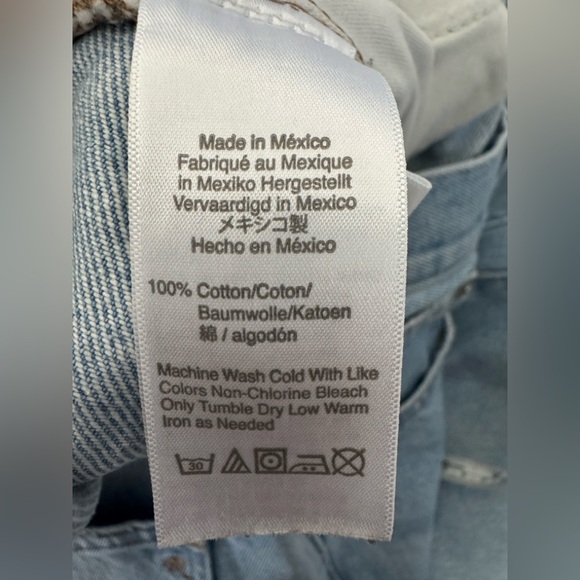 Made in México
Fabriqué au Mexique
in Mexiko Hergestellt
Vervaardigd in Mexico
メキシコ製
Hecho en México
100% Cotton/Coton/
Baumwolle/Katoen
綿 / algodón
Machine Wash Cold With Like
Colors Non-Chlorine Bleach
Only Tumble Dry Low Warm
Iron as Needed
30